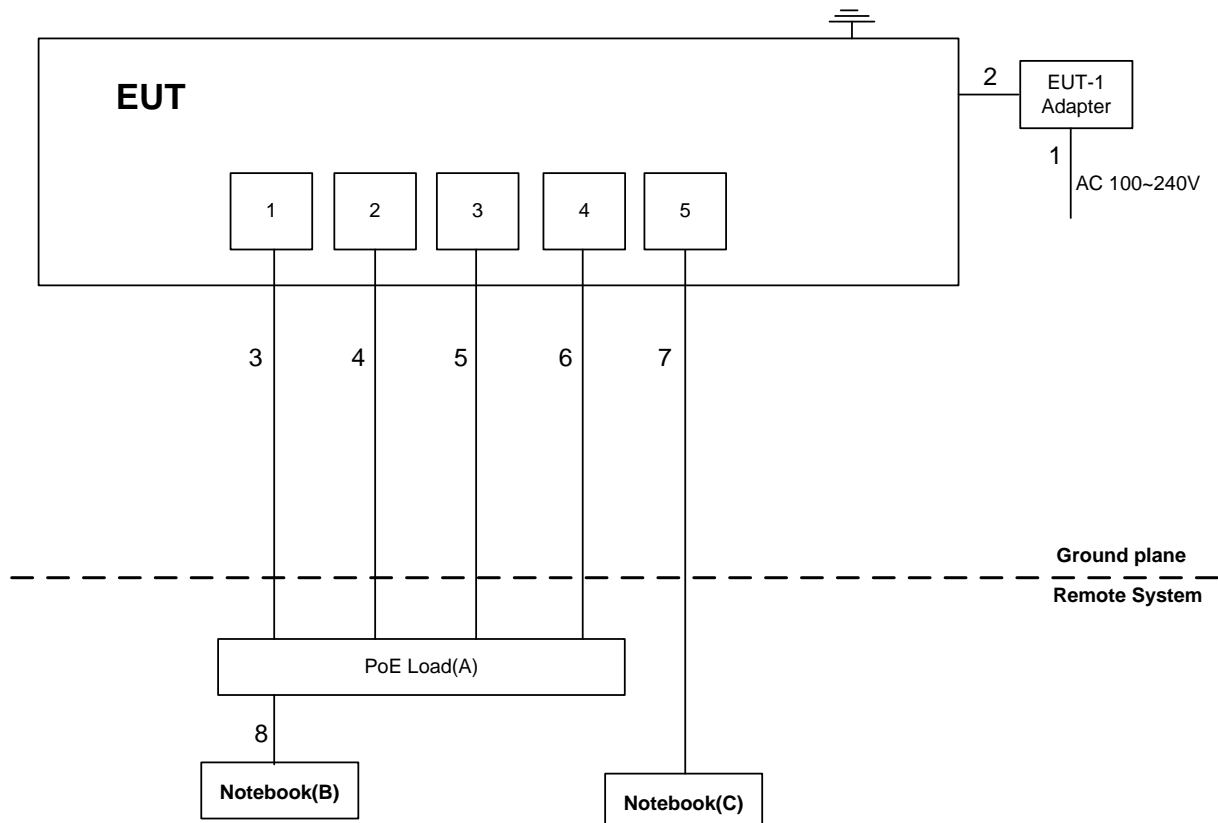 EUT
2
EUT-1
Adapter
1
AC 100~240V
1
2
3
4
5
3
4
5
6
7
Ground plane
Remote System
PoE Load(A)
8
Notebook(B)
Notebook(C)